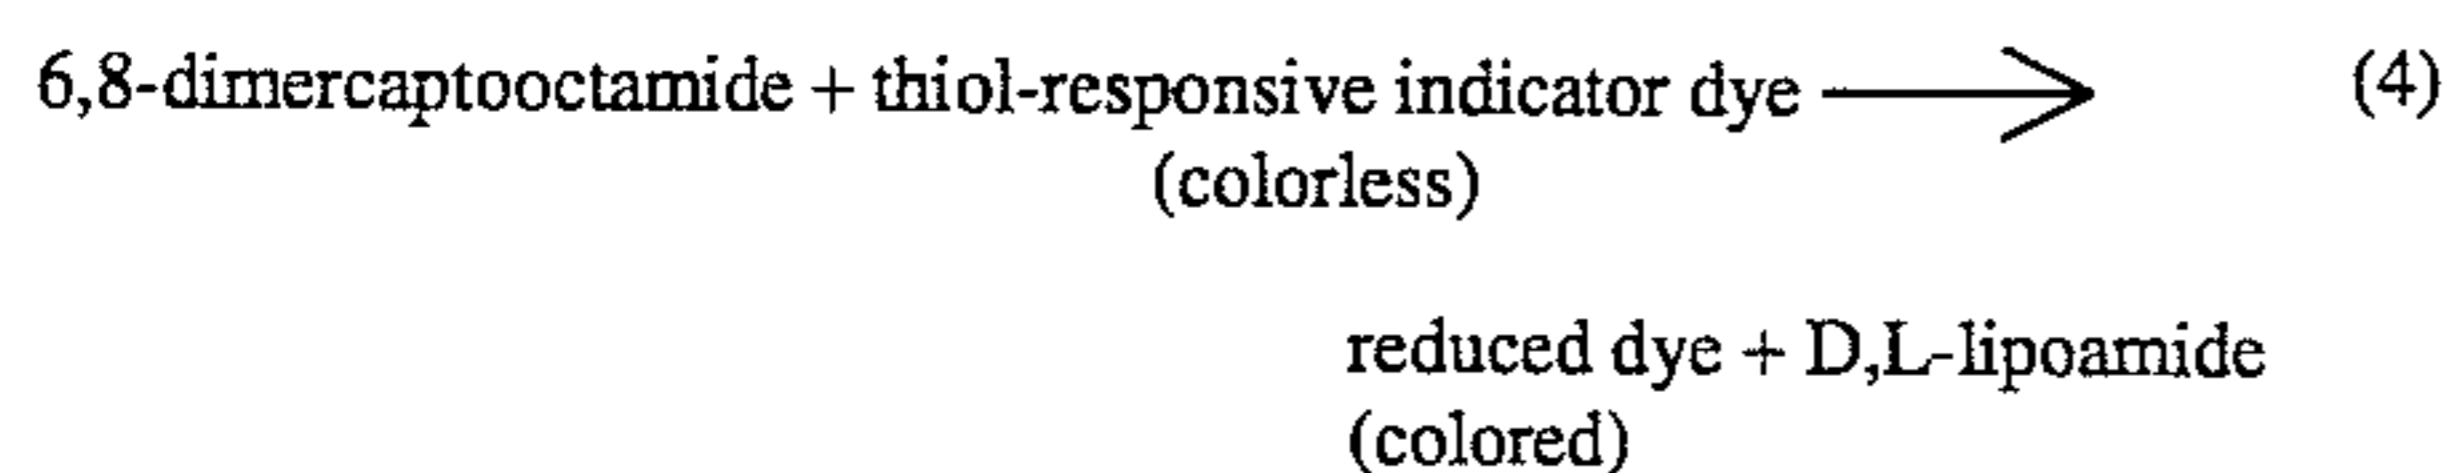 6,8-dimercaptooctamide + thiol-responsive indicator dye ⟶ (4)
(colorless)
reduced dye + D,L-lipoamide
(colored)